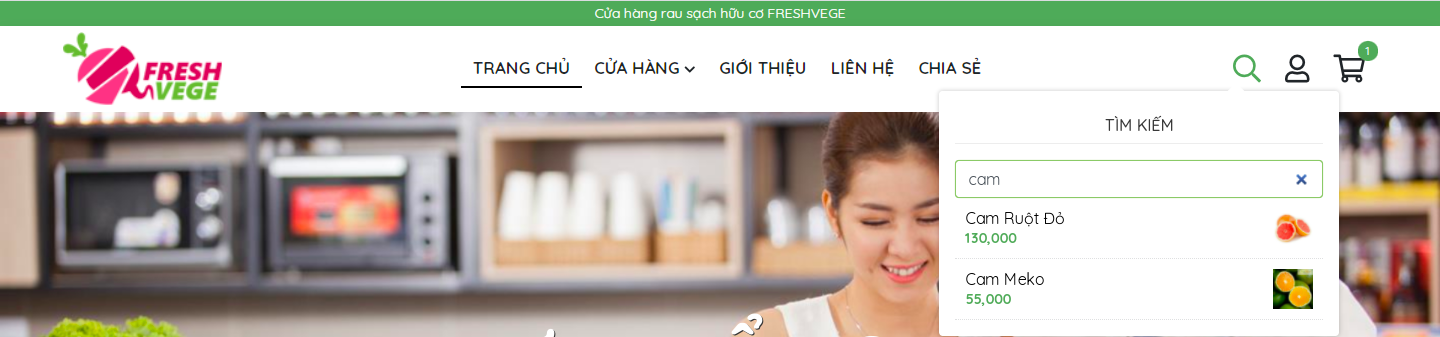 Cửa hàng rau sạch hữu cơ FRESHVEGE
FRESH
VEGE
TRANG CHỦ CỬA HÀNG GIỚI THIỆU LIÊN HỆ CHIA SẺ
1
TÌM KIẾM
cam
Cam Ruột Đỏ
130,000
Cam Meko
55,000